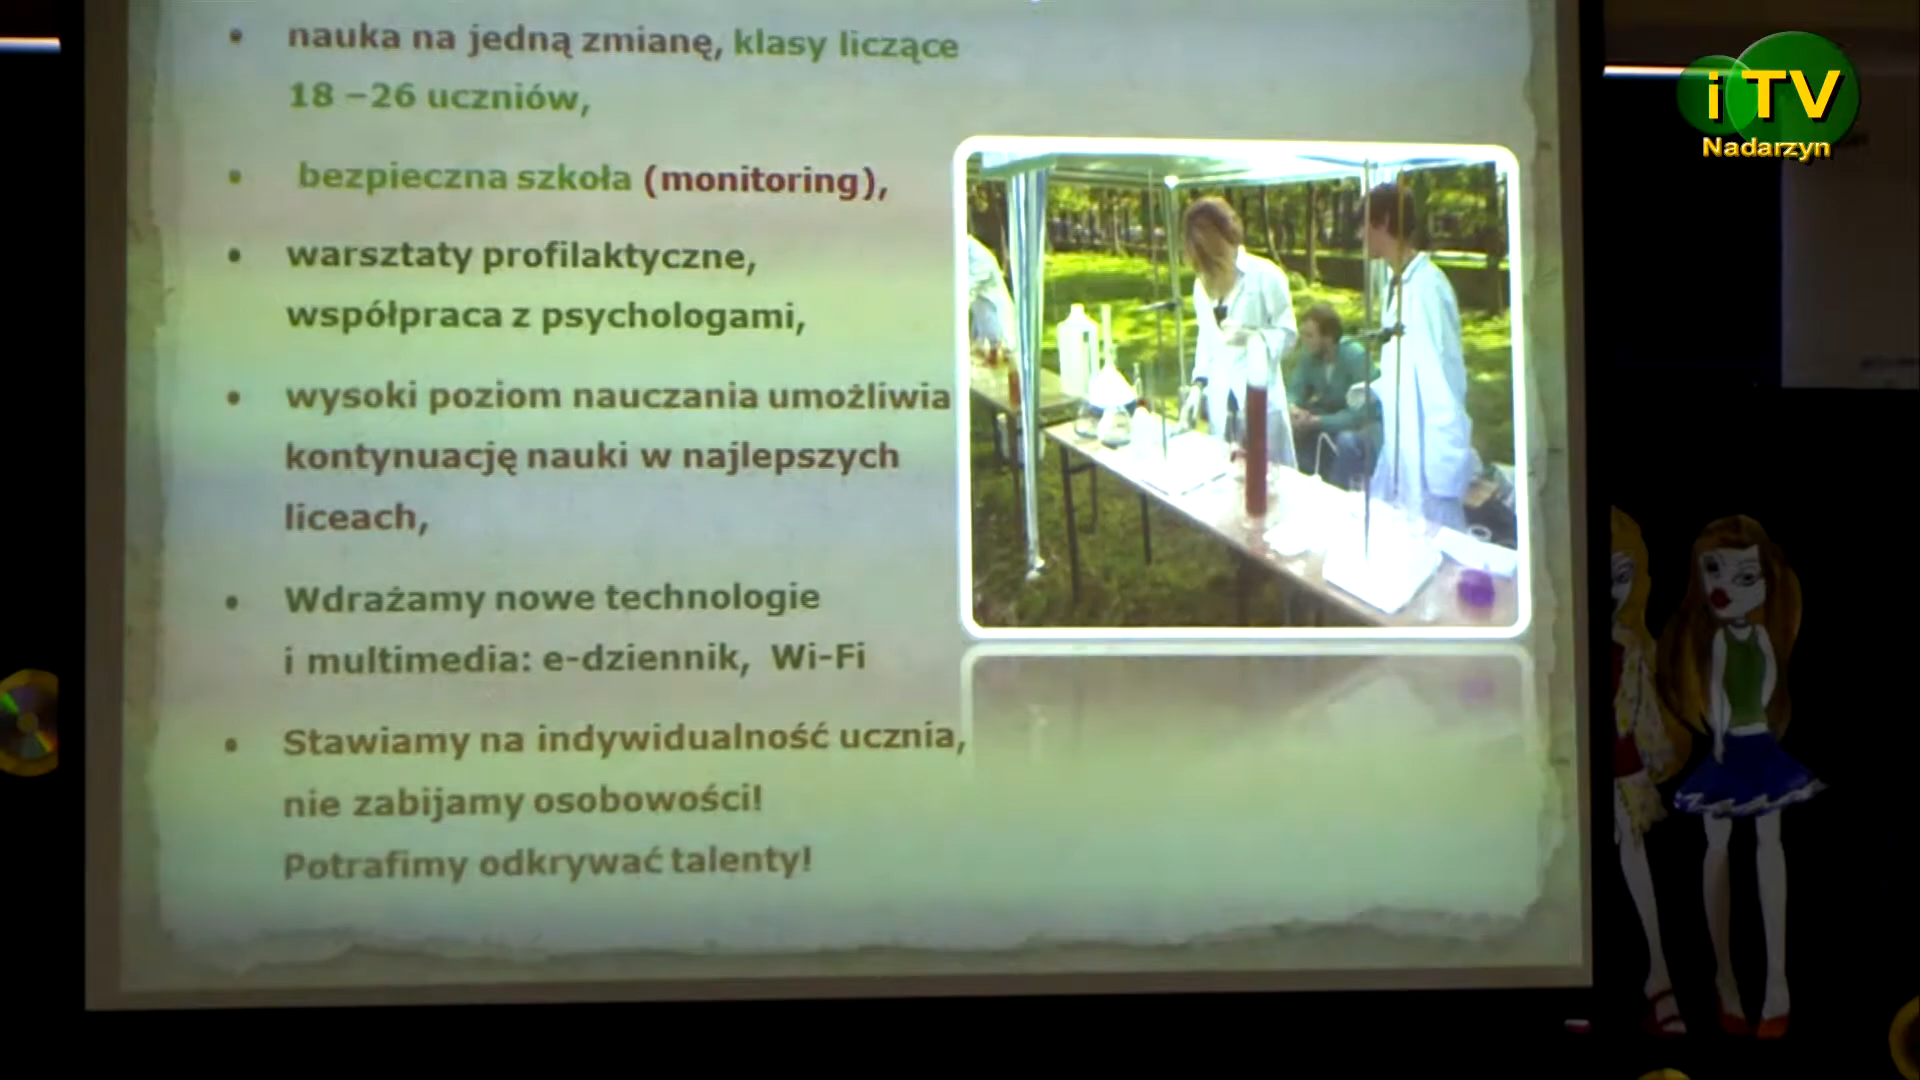 • nauka na jedną zmianę, klasy liczące
18 –26 uczniów,
• bezpieczna szkoła (monitoring),
• warsztaty profilaktyczne,
współpraca z psychologami,
• wysoki poziom nauczania umożliwia
kontynuację nauki w najlepszych
liceach,
• Wdrażamy nowe technologie
i multimedia: e-dziennik, Wi-Fi
• Stawiamy na indywidualność ucznia,
nie zabijamy osobowości!
Potrafimy odkrywać talenty!
i TV
Nadarzyn